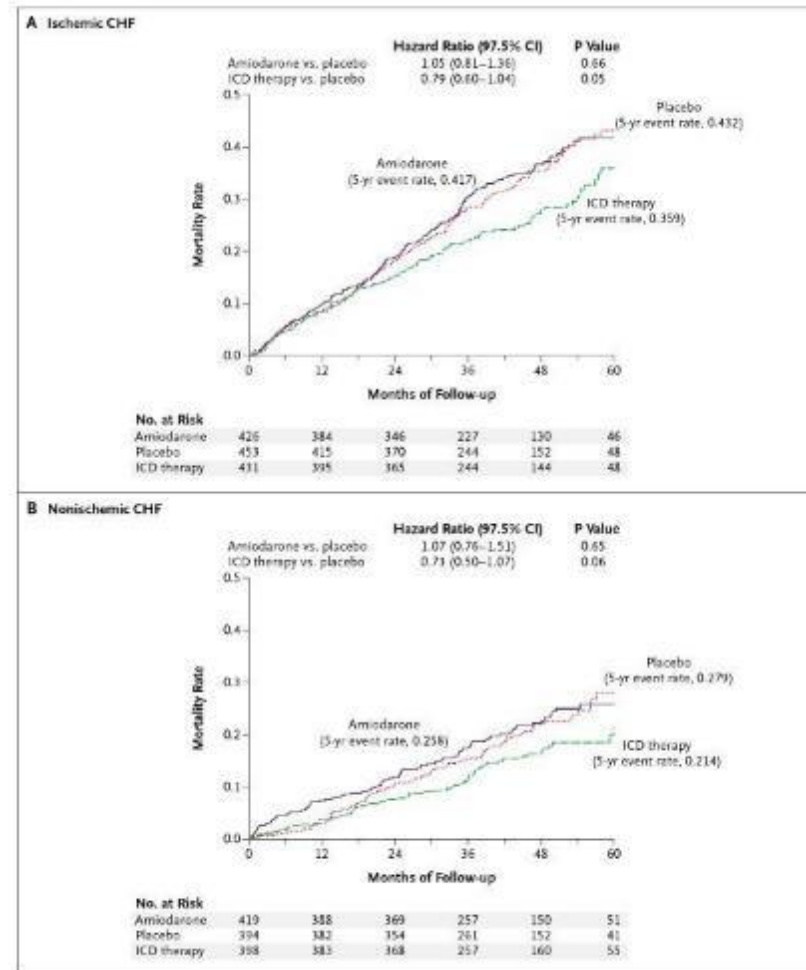 A Ischemic CHF
Hazard Ratio (97.5% CI) P Value
Amiodarone vs. placebo 1.05 (0.81–1.36) 0.66
ICD therapy vs. placebo 0.79 (0.60–1.04) 0.05
0.5
0.4
0.3
0.2
0.1
0.0
Mortality Rate
Placebo
(5-yr event rate, 0.432)
Amiodarone
(5-yr event rate, 0.417)
ICD therapy
(5-yr event rate, 0.359)
0 12 24 36 48 60
Months of Follow-up
No. at Risk
Amiodarone 426 384 346 227 130 46
Placebo 453 415 370 244 152 48
ICD therapy 431 395 365 244 144 48
B Nonischemic CHF
Hazard Ratio (97.5% CI) P Value
Amiodarone vs. placebo 1.07 (0.76–1.51) 0.65
ICD therapy vs. placebo 0.73 (0.50–1.07) 0.06
0.5
0.4
0.3
0.2
0.1
0.0
Mortality Rate
Placebo
(5-yr event rate, 0.279)
Amiodarone
(5-yr event rate, 0.258)
ICD therapy
(5-yr event rate, 0.214)
0 12 24 36 48 60
Months of Follow-up
No. at Risk
Amiodarone 419 388 369 257 150 51
Placebo 394 382 354 261 152 41
ICD therapy 398 383 368 257 160 55